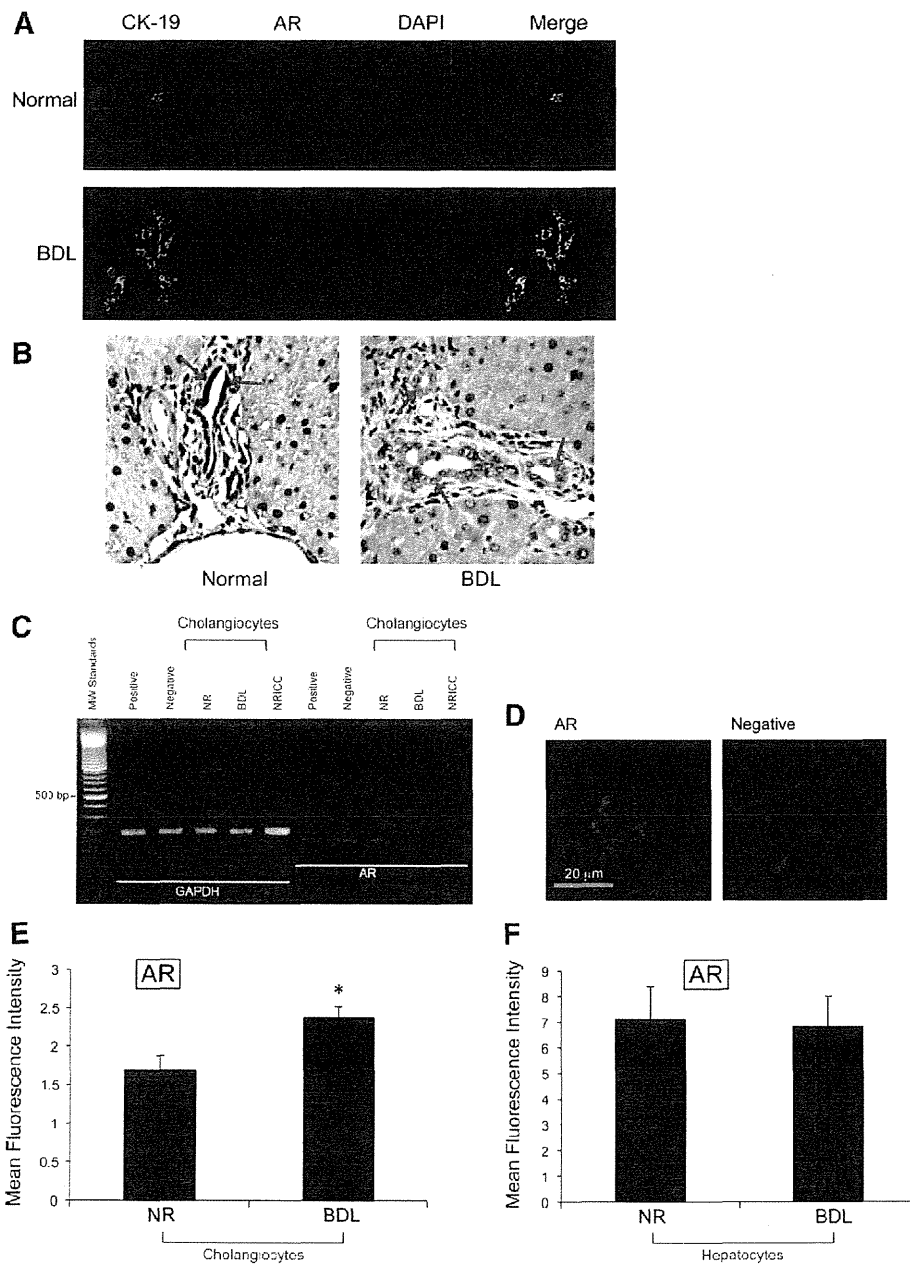 A
CK-19 AR DAPI Merge
Normal
BDL
B
Normal BDL
C
Cholangiocytes Cholangiocytes
MW Standards Positive Negative NR BDL NRICC Positive Negative NR BDL NRICC
500 bp
GAPDH AR
D
AR Negative
20 µm
E
AR
Mean Fluorescence Intensity
3
2.5
2
1.5
1
0.5
0
*
NR BDL
Cholangiocytes
F
AR
Mean Fluorescence Intensity
9
8
7
6
5
4
3
2
1
0
NR BDL
Hepatocytes